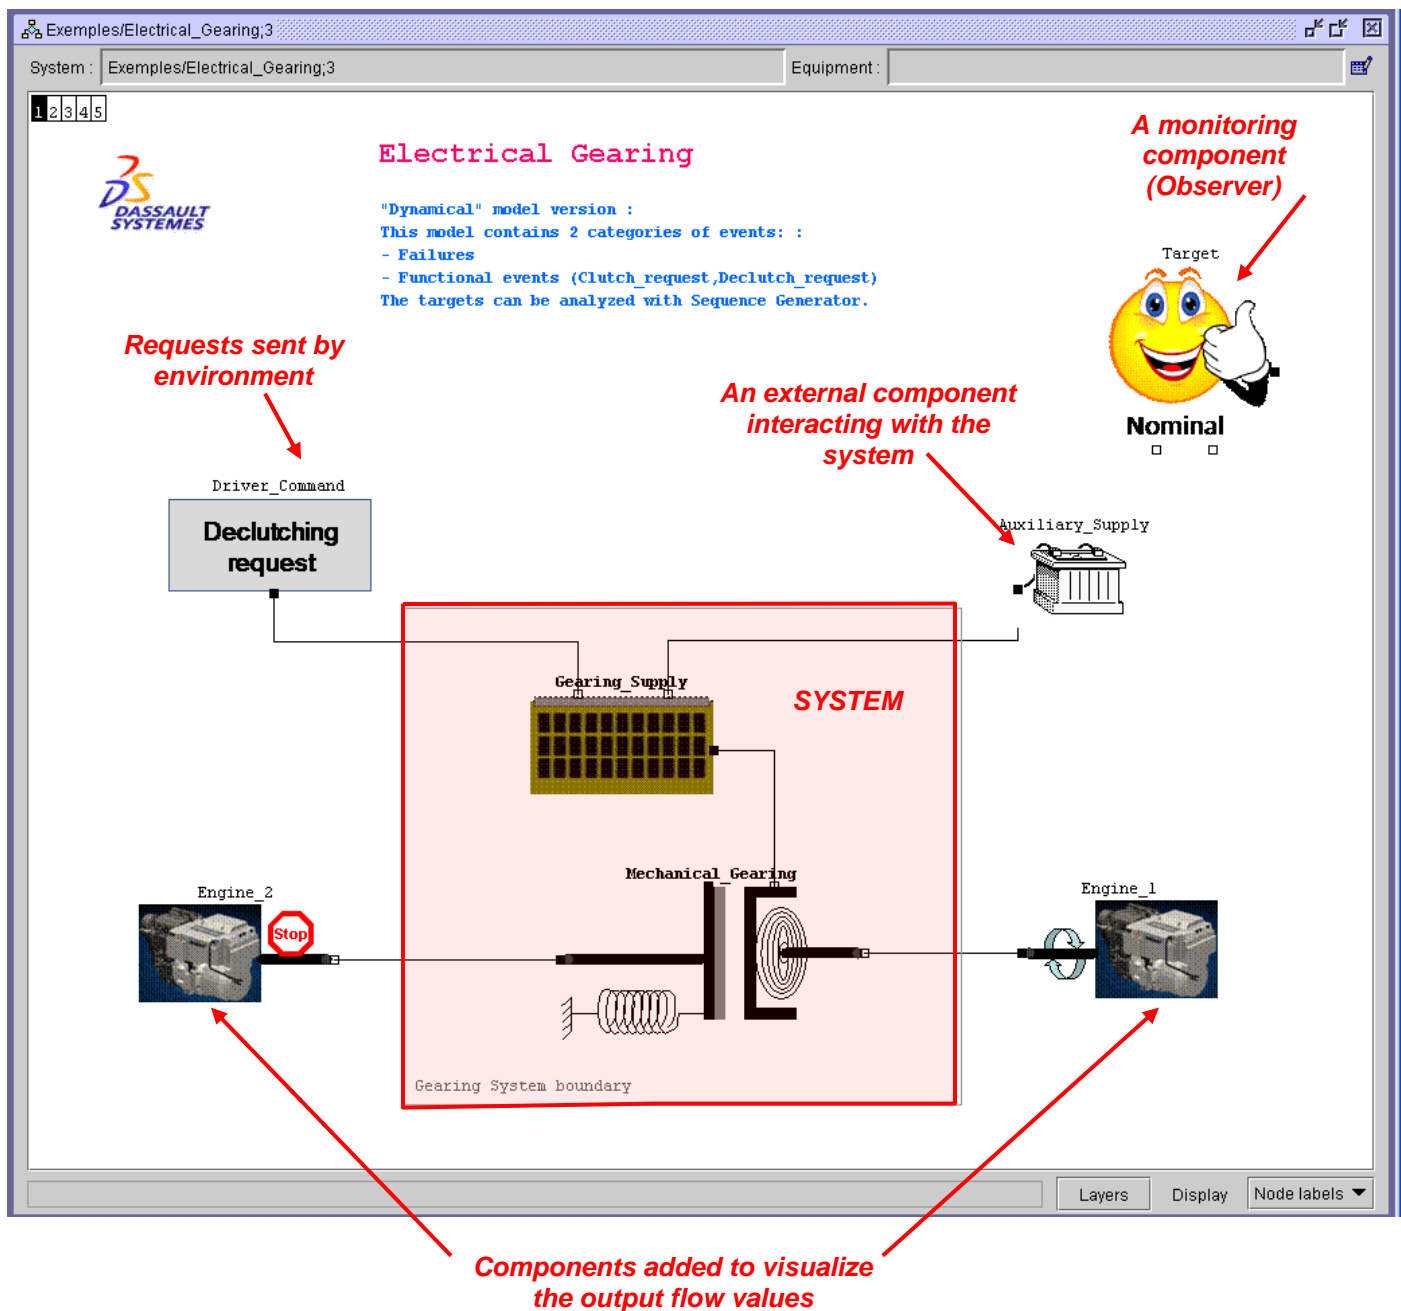 Exemples/Electrical_Gearing;3
System : Exemples/Electrical_Gearing;3 Equipment :
1 2 3 4 5
DASSAULT
SYSTEMES
Electrical Gearing
"Dynamical" model version :
This model contains 2 categories of events: :
- Failures
- Functional events (Clutch_request,Declutch_request)
The targets can be analyzed with Sequence Generator.
A monitoring
component
(Observer)
Target
Nominal
Requests sent by
environment
An external component
interacting with the
system
Driver_Command
Declutching
request
Auxiliary_Supply
Gearing_Supply
SYSTEM
Mechanical_Gearing
Engine_2
Stop
Engine_1
Gearing System boundary
Layers Display Node labels
Components added to visualize
the output flow values